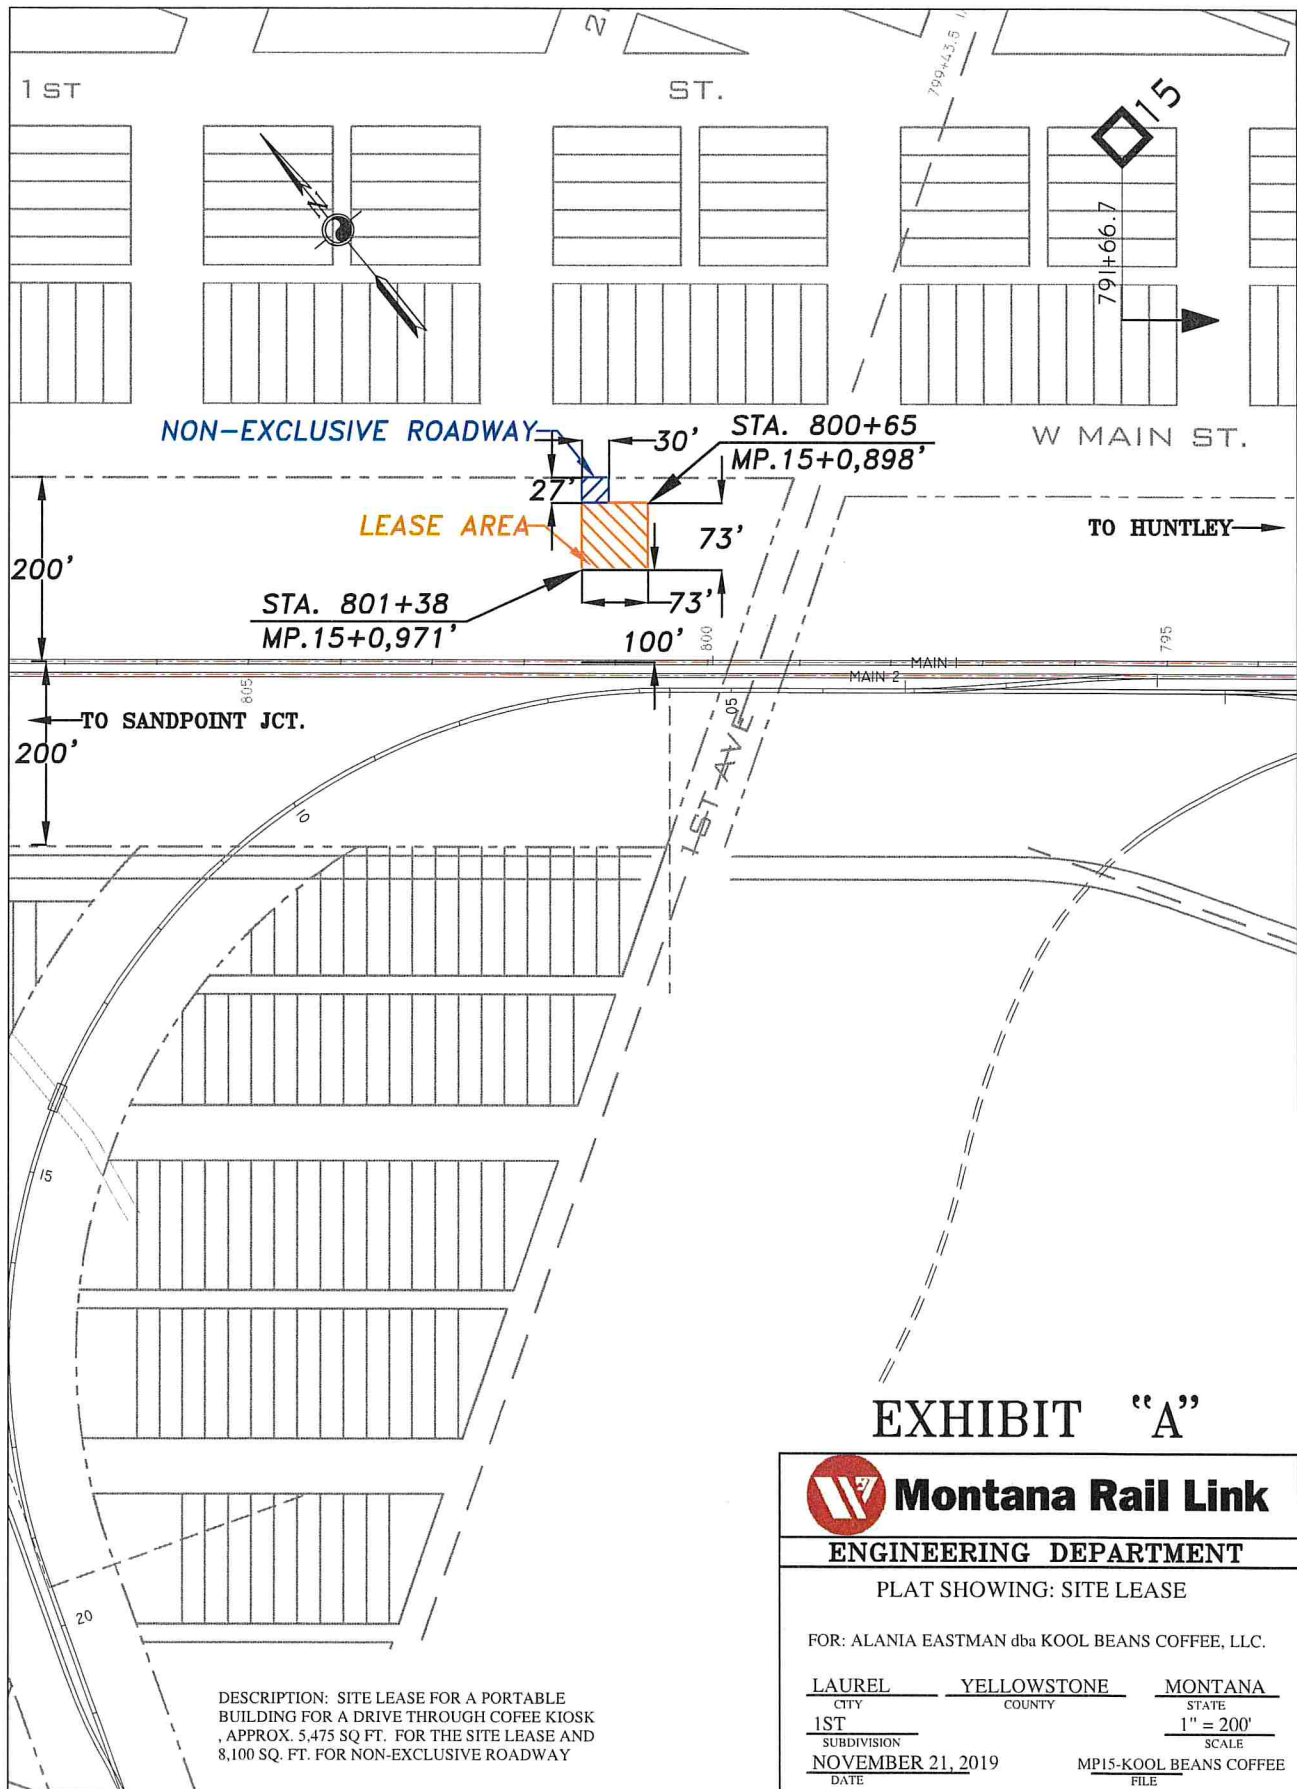 1 ST
ST.
2
799+43.5
15
N
791+66.7
NON-EXCLUSIVE ROADWAY
30'
STA. 800+65
MP.15+0,898'
W MAIN ST.
27'
LEASE AREA
73'
TO HUNTLEY
200'
STA. 801+38
MP.15+0,971'
73'
100'
800
795
MAIN 1
MAIN 2
805
TO SANDPOINT JCT.
200'
05
1ST AVE
10
15
20
EXHIBIT "A"
Montana Rail Link
ENGINEERING DEPARTMENT
PLAT SHOWING: SITE LEASE
FOR: ALANIA EASTMAN dba KOOL BEANS COFFEE, LLC.
LAUREL YELLOWSTONE MONTANA
CITY COUNTY STATE
1ST 1" = 200'
SUBDIVISION SCALE
NOVEMBER 21, 2019 MP15-KOOL BEANS COFFEE
DATE FILE
DESCRIPTION: SITE LEASE FOR A PORTABLE
BUILDING FOR A DRIVE THROUGH COFEE KIOSK
, APPROX. 5,475 SQ FT. FOR THE SITE LEASE AND
8,100 SQ. FT. FOR NON-EXCLUSIVE ROADWAY